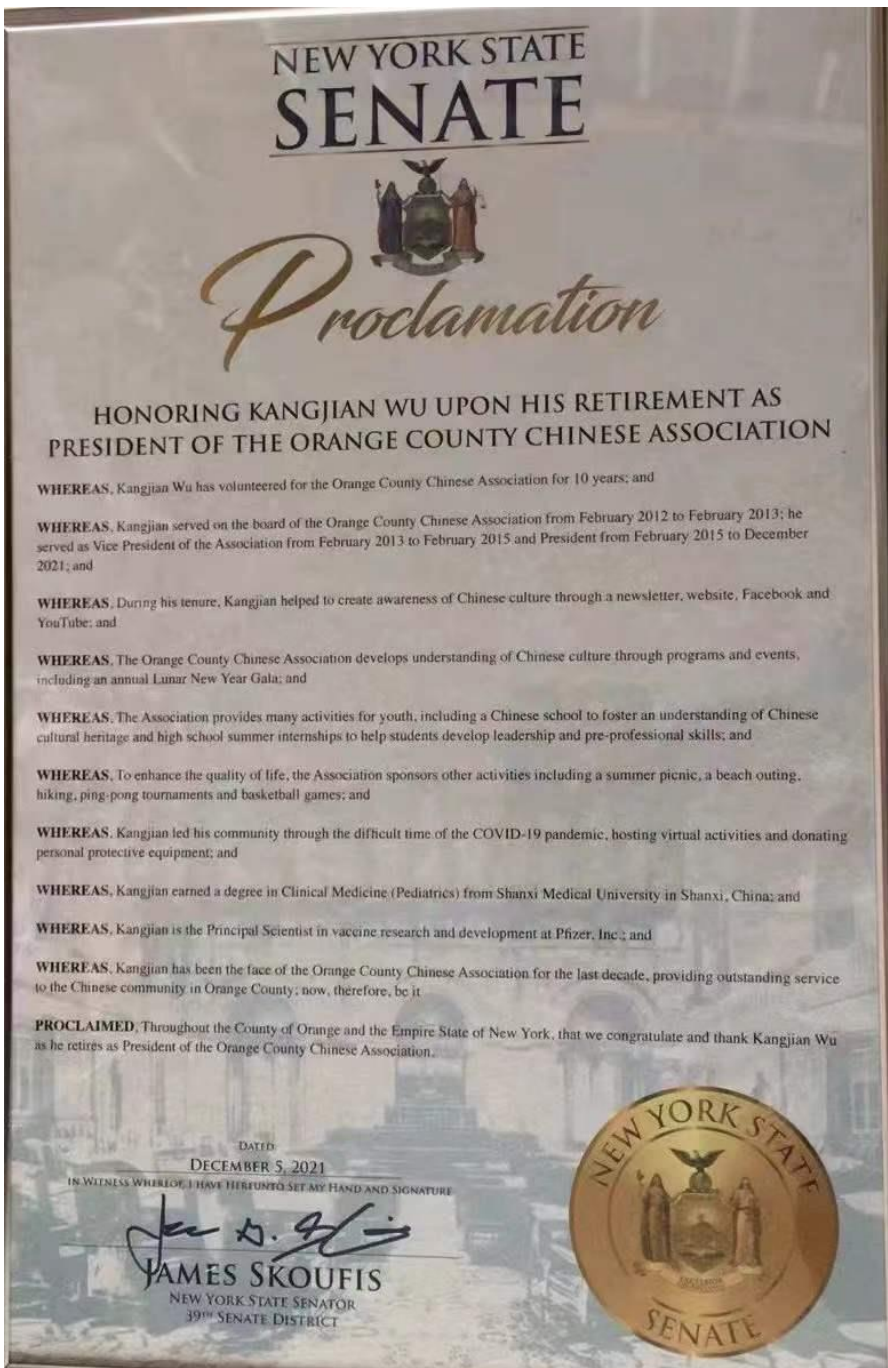 NEW YORK STATE
SENATE
Proclamation
HONORING KANGJIAN WU UPON HIS RETIREMENT AS
PRESIDENT OF THE ORANGE COUNTY CHINESE ASSOCIATION
WHEREAS, Kangjian Wu has volunteered for the Orange County Chinese Association for 10 years; and
WHEREAS, Kangjian served on the board of the Orange County Chinese Association from February 2012 to February 2013; he
served as Vice President of the Association from February 2013 to February 2015 and President from February 2015 to December
2021; and
WHEREAS, During his tenure, Kangjian helped to create awareness of Chinese culture through a newsletter, website, Facebook and
YouTube; and
WHEREAS, The Orange County Chinese Association develops understanding of Chinese culture through programs and events,
including an annual Lunar New Year Gala; and
WHEREAS, The Association provides many activities for youth, including a Chinese school to foster an understanding of Chinese
cultural heritage and high school summer internships to help students develop leadership and pre-professional skills; and
WHEREAS, To enhance the quality of life, the Association sponsors other activities including a summer picnic, a beach outing,
hiking, ping-pong tournaments and basketball games; and
WHEREAS, Kangjian led his community through the difficult time of the COVID-19 pandemic, hosting virtual activities and donating
personal protective equipment; and
WHEREAS, Kangjian earned a degree in Clinical Medicine (Pediatrics) from Shanxi Medical University in Shanxi, China; and
WHEREAS, Kangjian is the Principal Scientist in vaccine research and development at Pfizer, Inc.; and
WHEREAS, Kangjian has been the face of the Orange County Chinese Association for the last decade, providing outstanding service
to the Chinese community in Orange County; now, therefore, be it
PROCLAIMED, Throughout the County of Orange and the Empire State of New York, that we congratulate and thank Kangjian Wu
as he retires as President of the Orange County Chinese Association.
DATED
DECEMBER 5, 2021
IN WITNESS WHEREOF, I HAVE HEREUNTO SET MY HAND AND SIGNATURE
JAMES SKOUFIS
NEW YORK STATE SENATOR
39TH SENATE DISTRICT
NEW YORK STATE
SENATE